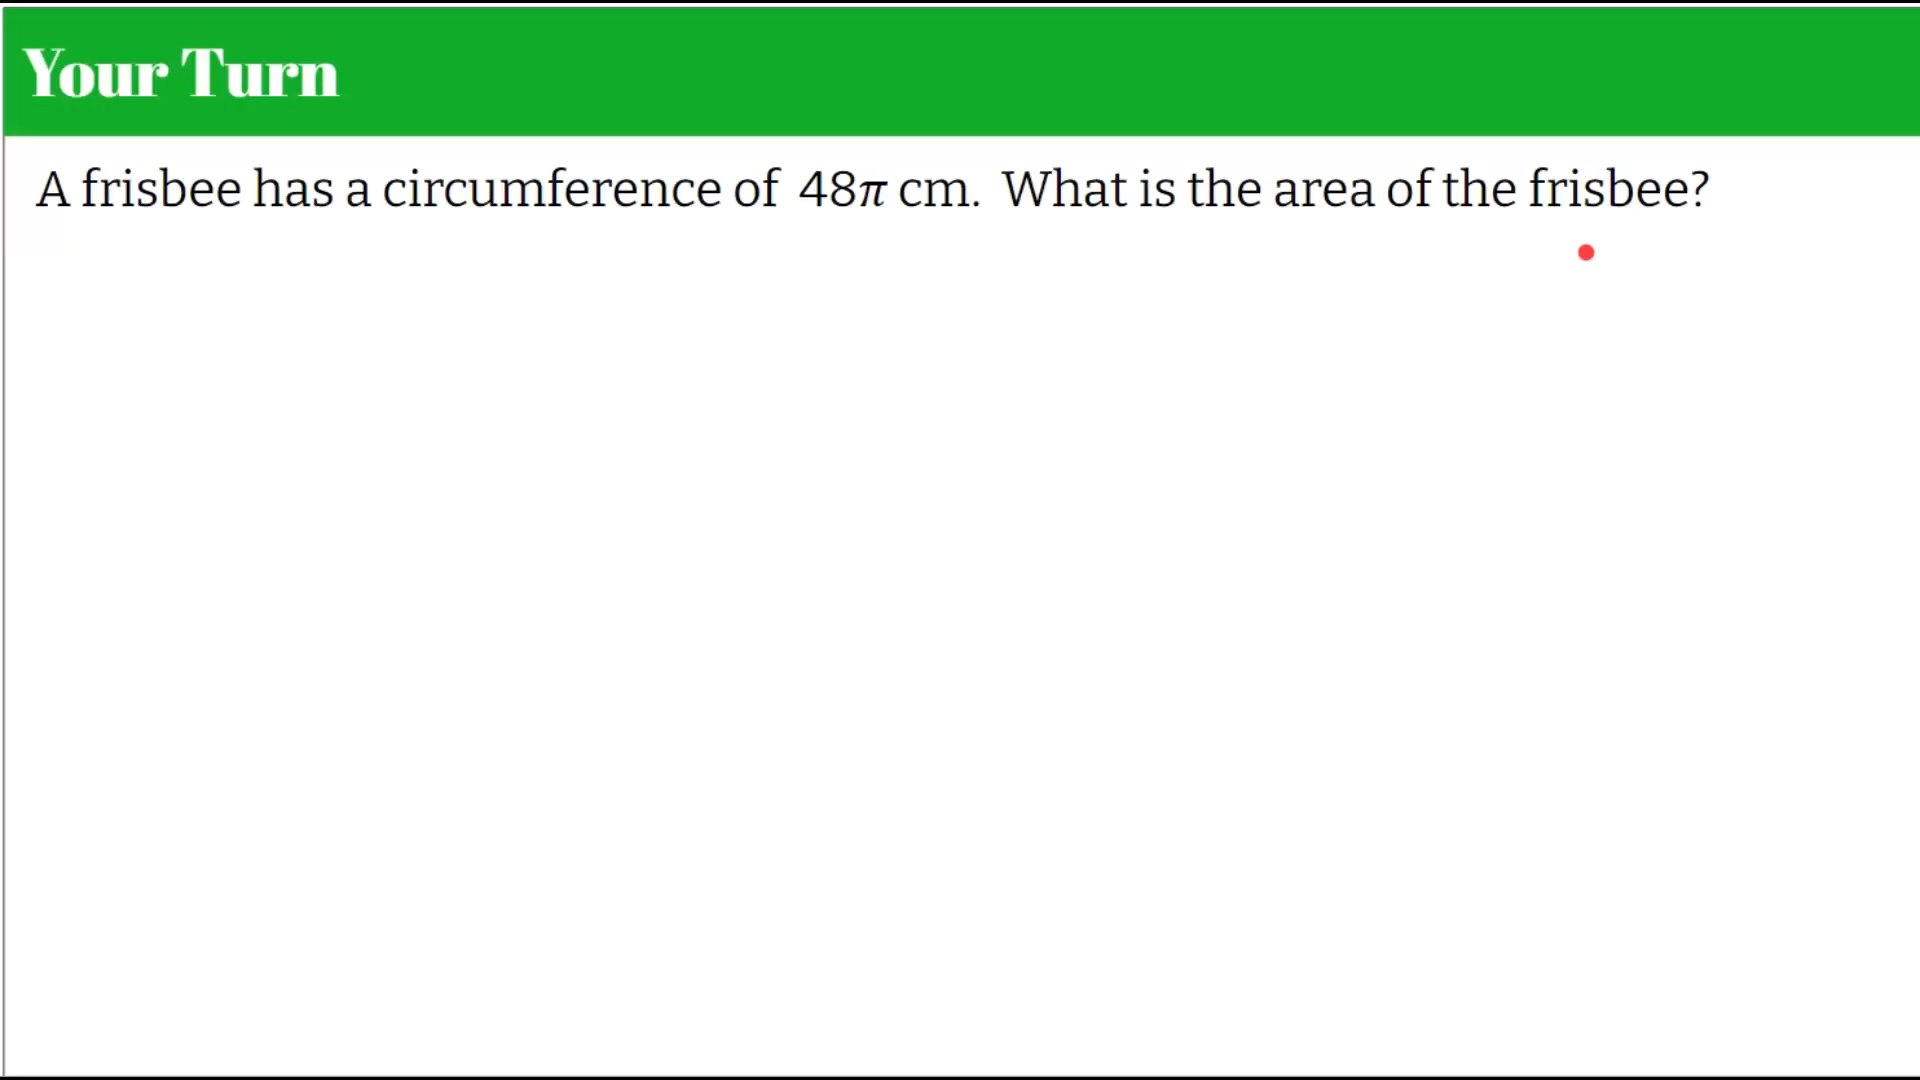 Your Turn
A frisbee has a circumference of 48π cm. What is the area of the frisbee?